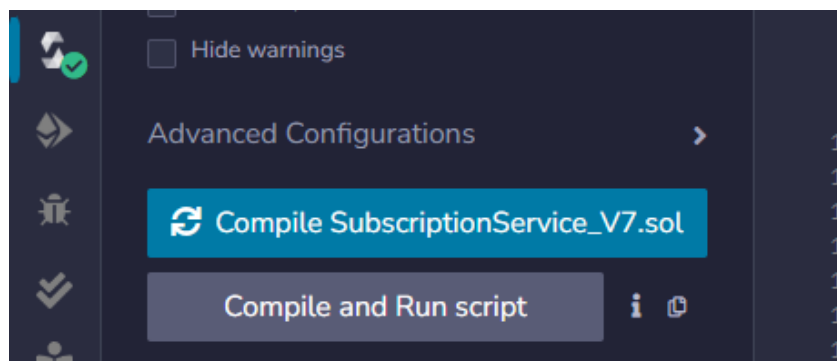 Hide warnings
Advanced Configurations
Compile SubscriptionService_V7.sol
Compile and Run script